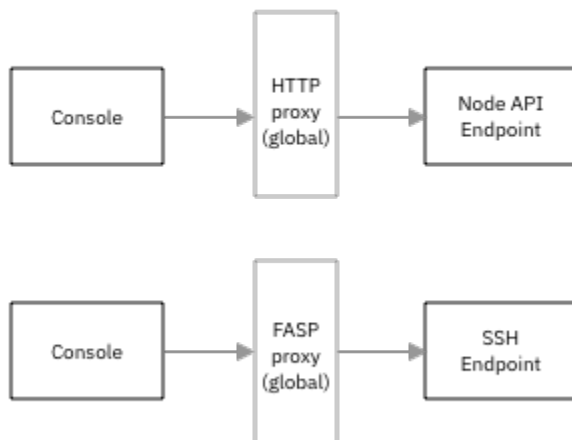 Console
HTTP
proxy
(global)
Node API
Endpoint
Console
FASP
proxy
(global)
SSH
Endpoint